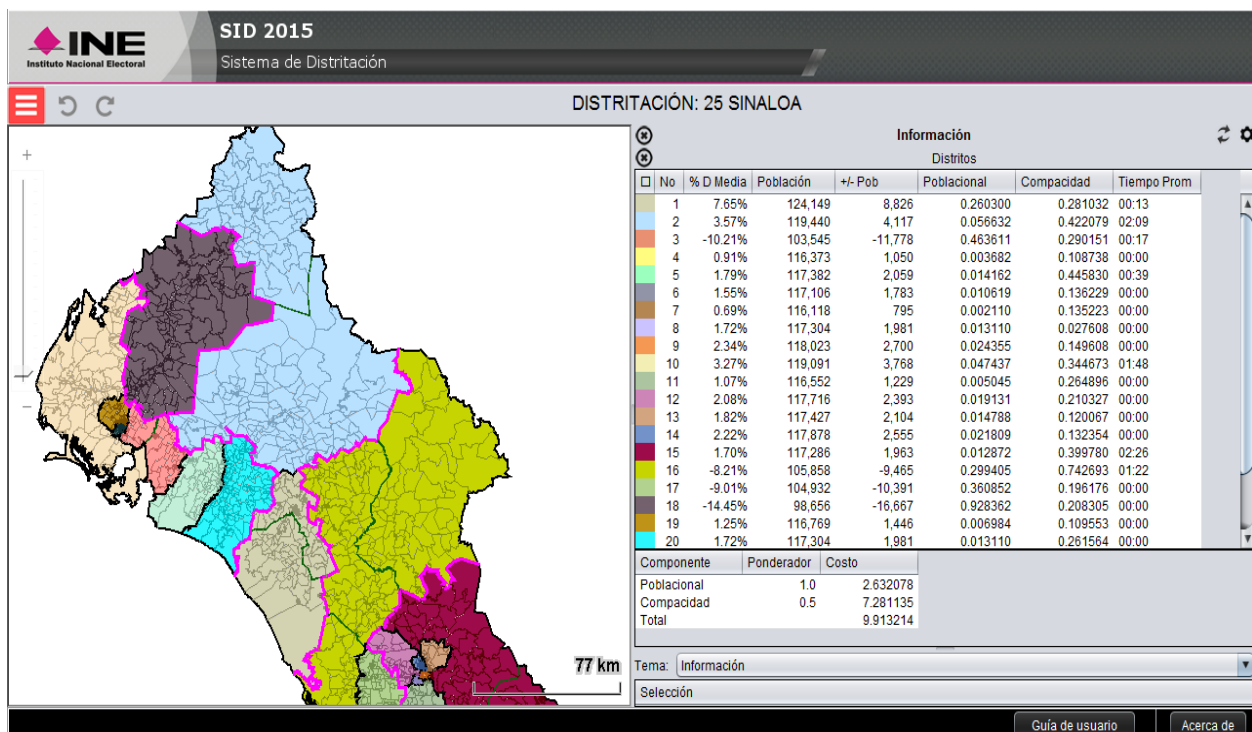 INE
Instituto Nacional Electoral
SID 2015
Sistema de Distritación
DISTRITACIÓN: 25 SINALOA
Información
Distritos
No % D Media Población +/- Pob Poblacional Compacidad Tiempo Prom
1 7.65% 124,149 8,826 0.260300 0.281032 00:13
2 3.57% 119,440 4,117 0.056632 0.422079 02:09
3 -10.21% 103,545 -11,778 0.463611 0.290151 00:17
4 0.91% 116,373 1,050 0.003682 0.108738 00:00
5 1.79% 117,382 2,059 0.014162 0.445830 00:39
6 1.55% 117,106 1,783 0.010619 0.136229 00:00
7 0.69% 116,118 795 0.002110 0.135223 00:00
8 1.72% 117,304 1,981 0.013110 0.027608 00:00
9 2.34% 118,023 2,700 0.024355 0.149608 00:00
10 3.27% 119,091 3,768 0.047437 0.344673 01:48
11 1.07% 116,552 1,229 0.005045 0.264896 00:00
12 2.08% 117,716 2,393 0.019131 0.210327 00:00
13 1.82% 117,427 2,104 0.014788 0.120067 00:00
14 2.22% 117,878 2,555 0.021809 0.132354 00:00
15 1.70% 117,286 1,963 0.012872 0.399780 02:26
16 -8.21% 105,858 -9,465 0.299405 0.742693 01:22
17 -9.01% 104,932 -10,391 0.360852 0.196176 00:00
18 -14.45% 98,656 -16,667 0.928362 0.208305 00:00
19 1.25% 116,769 1,446 0.006984 0.109553 00:00
20 1.72% 117,304 1,981 0.013110 0.261564 00:00
Componente Ponderador Costo
Poblacional 1.0 2.632078
Compacidad 0.5 7.281135
Total 9.913214
77 km
Tema: Información
Selección
Guía de usuario Acerca de